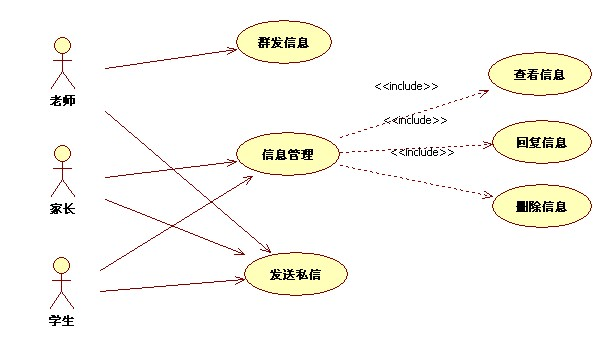 群发信息
老师
<<include>>
查看信息
<<include>>
回复信息
信息管理
<<include>>
家长
删除信息
发送私信
学生